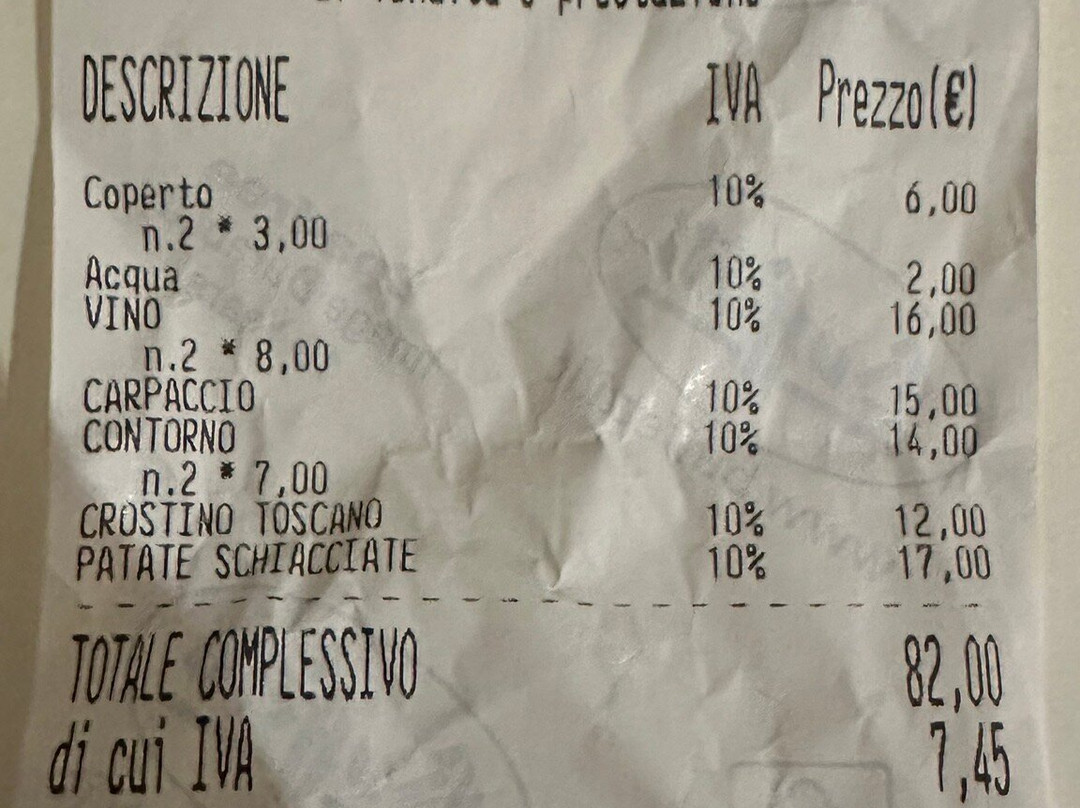 DESCRIZIONE IVA Prezzo(€)
Coperto 10% 6,00
n.2 * 3,00
Acqua 10% 2,00
VINO 10% 16,00
n.2 * 8,00
CARPACCIO 10% 15,00
CONTORNO 10% 14,00
n.2 * 7,00
CROSTINO TOSCANO 10% 12,00
PATATE SCHIACCIATE 10% 17,00
TOTALE COMPLESSIVO 82,00
di cui IVA 7,45